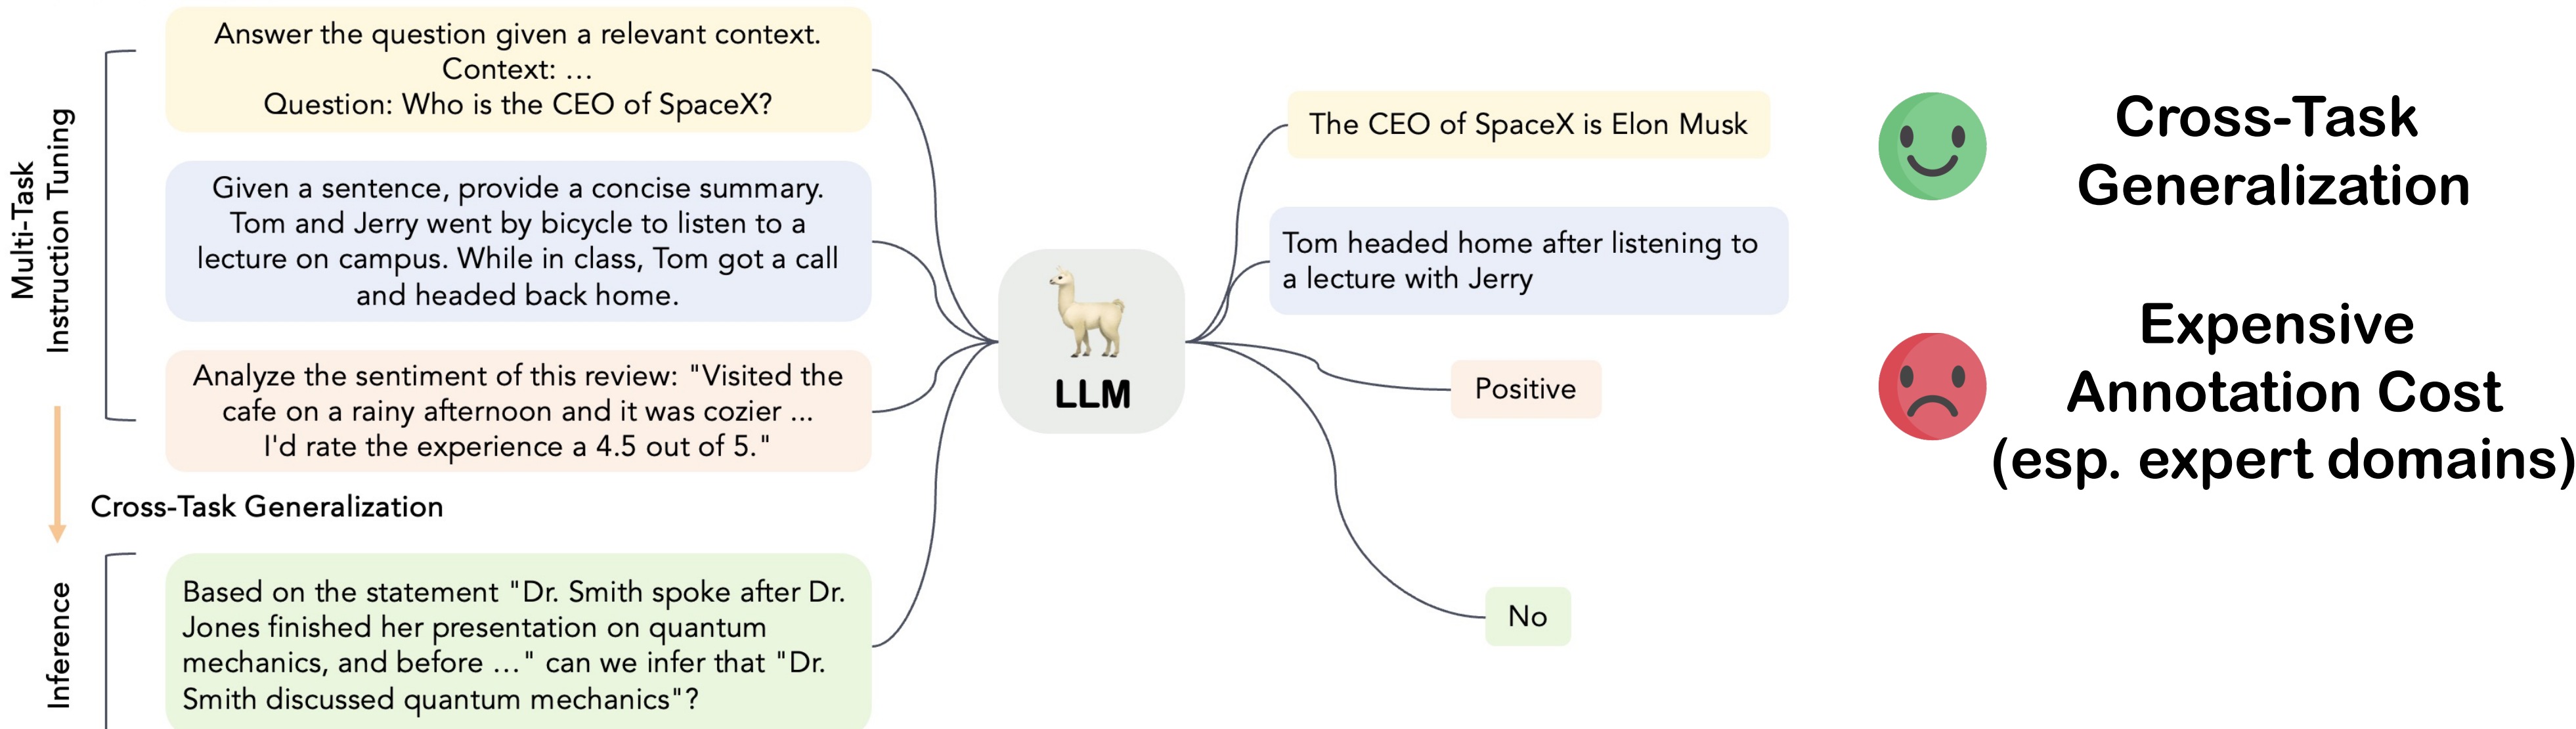 Multi-Task
Instruction Tuning
Answer the question given a relevant context.
Context: ...
Question: Who is the CEO of SpaceX?
Given a sentence, provide a concise summary.
Tom and Jerry went by bicycle to listen to a
lecture on campus. While in class, Tom got a call
and headed back home.
Analyze the sentiment of this review: "Visited the
cafe on a rainy afternoon and it was cozier ...
I'd rate the experience a 4.5 out of 5."
Cross-Task Generalization
Inference
Based on the statement "Dr. Smith spoke after Dr.
Jones finished her presentation on quantum
mechanics, and before ..." can we infer that "Dr.
Smith discussed quantum mechanics"?
LLM
The CEO of SpaceX is Elon Musk
Tom headed home after listening to
a lecture with Jerry
Positive
No
Cross-Task
Generalization
Expensive
Annotation Cost
(esp. expert domains)